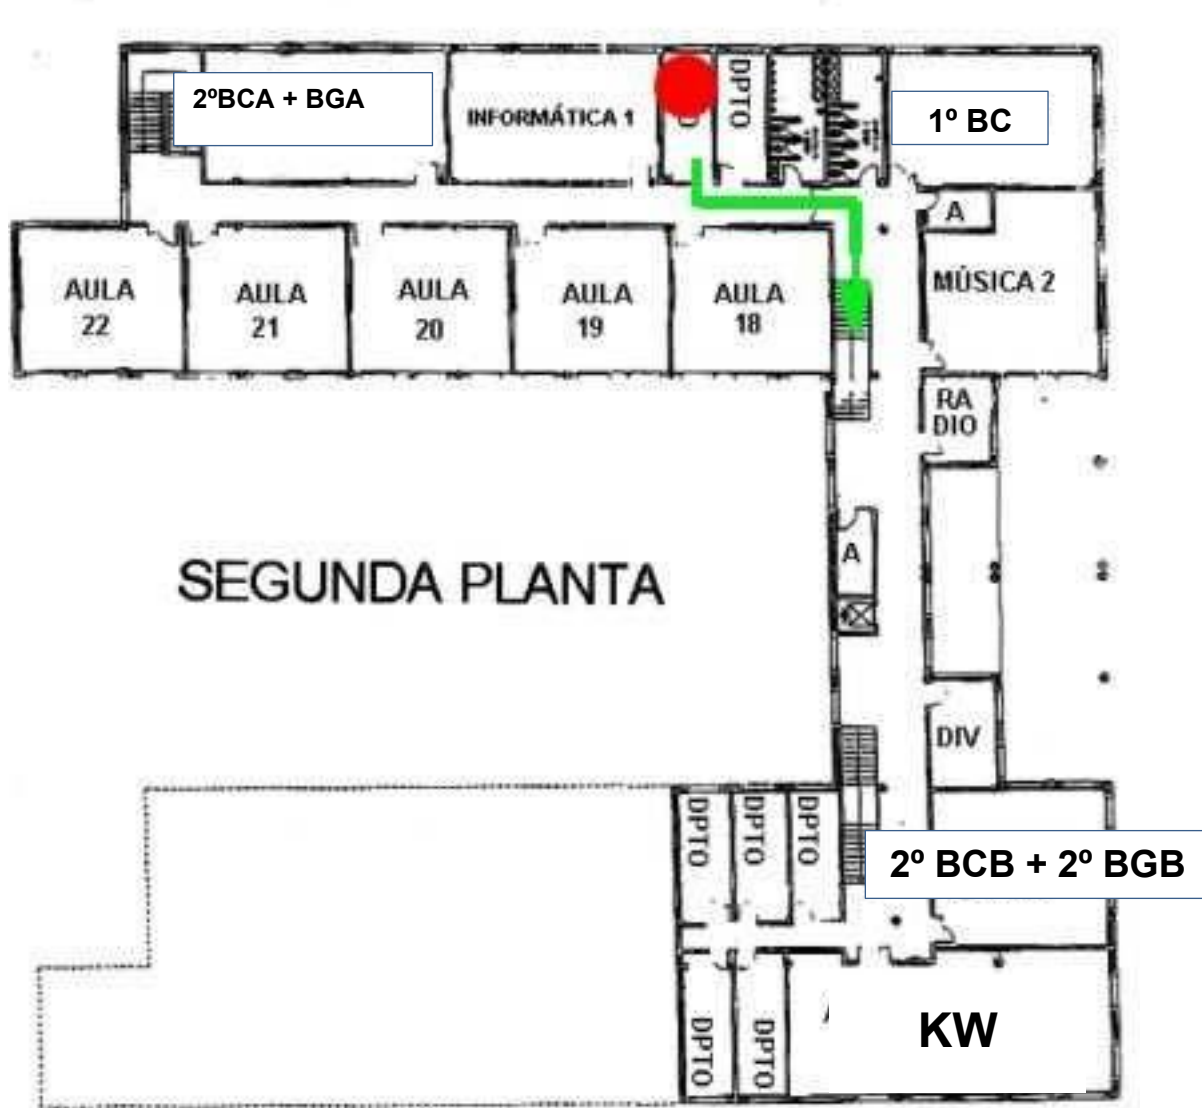 2ºBCA + BGA
INFORMÁTICA 1
DPTO
1º BC
A
MÚSICA 2
AULA
22
AULA
21
AULA
20
AULA
19
AULA
18
RA
DIO
A
SEGUNDA PLANTA
DIV
DPTO
DPTO
DPTO
2º BCB + 2º BGB
DPTO
DPTO
KW